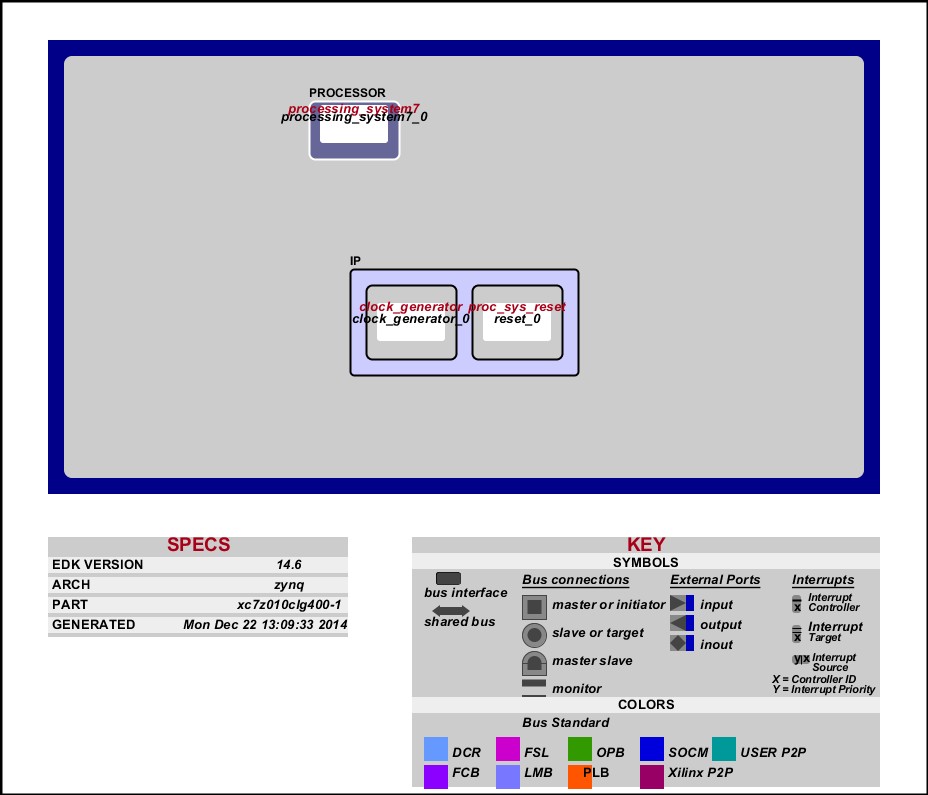 PROCESSOR
processing_system7
processing_system7_0
IP
clock_generator proc_sys_reset
clock_generator_0 reset_0
SPECS
EDK VERSION 14.6
ARCH zynq
PART xc7z010clg400-1
GENERATED Mon Dec 22 13:09:33 2014
KEY
SYMBOLS
bus interface
shared bus
Bus connections
master or initiator
slave or target
master slave
monitor
External Ports
input
output
inout
Interrupts
x
Interrupt
Controller
x
Interrupt
Target
y x
Interrupt
Source
X = Controller ID
Y = Interrupt Priority
COLORS
Bus Standard
DCR FSL OPB SOCM USER P2P
FCB LMB PLB Xilinx P2P